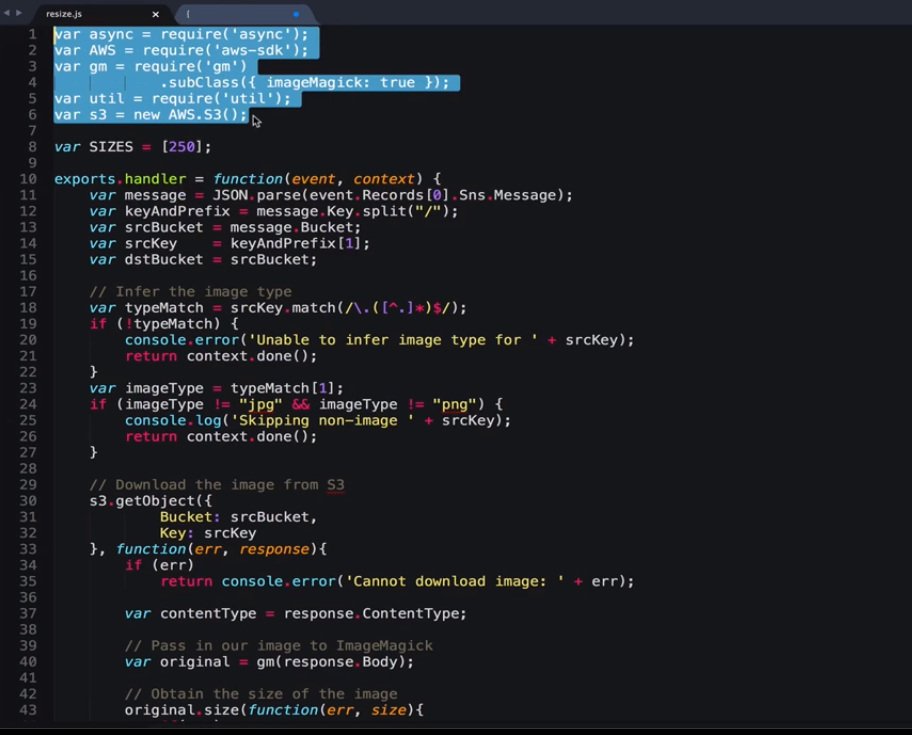 resize.js × {
1 var async = require('async');
2 var AWS = require('aws-sdk');
3 var gm = require('gm')
4 .subClass({ imageMagick: true });
5 var util = require('util');
6 var s3 = new AWS.S3();
7
8 var SIZES = [250];
9
10 exports.handler = function(event, context) {
11 var message = JSON.parse(event.Records[0].Sns.Message);
12 var keyAndPrefix = message.Key.split("/");
13 var srcBucket = message.Bucket;
14 var srcKey    = keyAndPrefix[1];
15 var dstBucket = srcBucket;
16
17 // Infer the image type
18 var typeMatch = srcKey.match(/\.([^.]*)$/);
19 if (!typeMatch) {
20 console.error('Unable to infer image type for ' + srcKey);
21 return context.done();
22 }
23 var imageType = typeMatch[1];
24 if (imageType != "jpg" && imageType != "png") {
25 console.log('Skipping non-image ' + srcKey);
26 return context.done();
27 }
28
29 // Download the image from S3
30 s3.getObject({
31 Bucket: srcBucket,
32 Key: srcKey
33 }, function(err, response){
34 if (err)
35 return console.error('Cannot download image: ' + err);
36
37 var contentType = response.ContentType;
38
39 // Pass in our image to ImageMagick
40 var original = gm(response.Body);
41
42 // Obtain the size of the image
43 original.size(function(err, size){